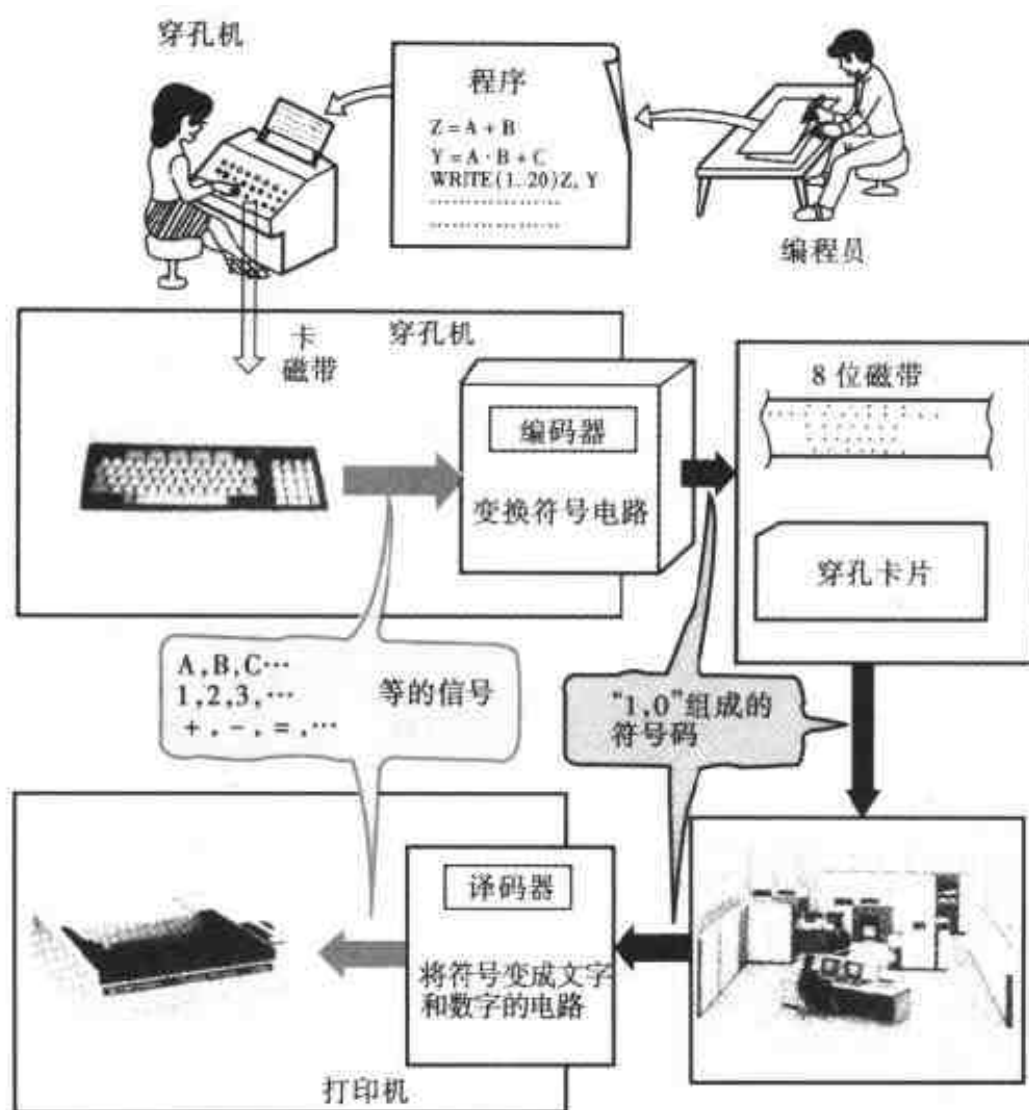 穿孔机
程序
Z=A+B
Y=A·B+C
WRITE(1..20)Z,Y
编程员
卡
磁带
穿孔机
编码器
变换符号电路
8位磁带
穿孔卡片
A,B,C…
1,2,3,…
+,-,=,…
等的信号
"1,0"组成的
符号码
译码器
将符号变成文字
和数字的电路
打印机